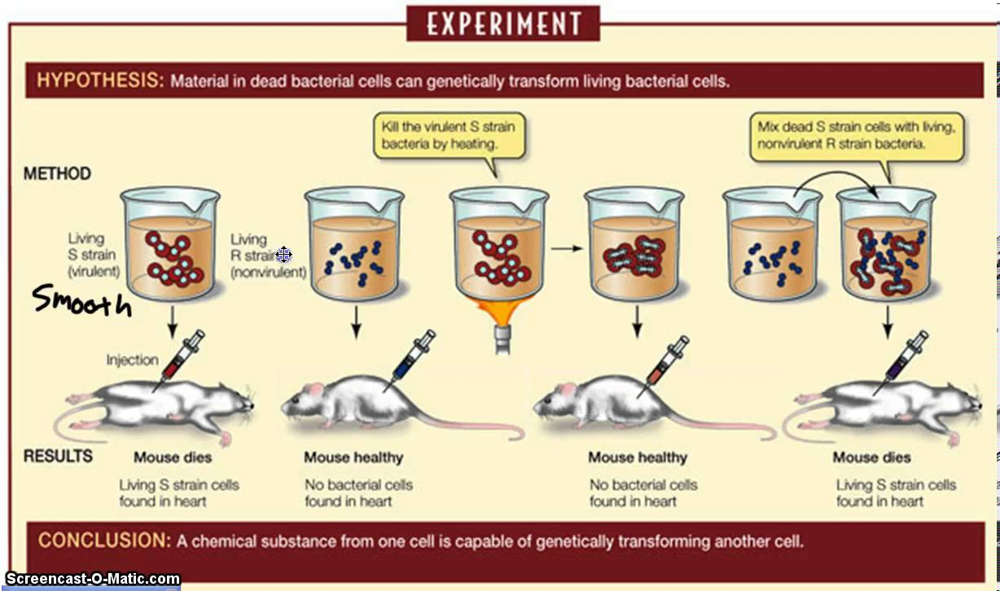 EXPERIMENT
HYPOTHESIS: Material in dead bacterial cells can genetically transform living bacterial cells.
Kill the virulent S strain
bacteria by heating.
Mix dead S strain cells with living,
nonvirulent R strain bacteria.
METHOD
Living
S strain
(virulent)
Smooth
Living
R strain
(nonvirulent)
Injection
RESULTS
Mouse dies
Living S strain cells
found in heart
Mouse healthy
No bacterial cells
found in heart
Mouse healthy
No bacterial cells
found in heart
Mouse dies
Living S strain cells
found in heart
CONCLUSION: A chemical substance from one cell is capable of genetically transforming another cell.
Screencast-O-Matic.com